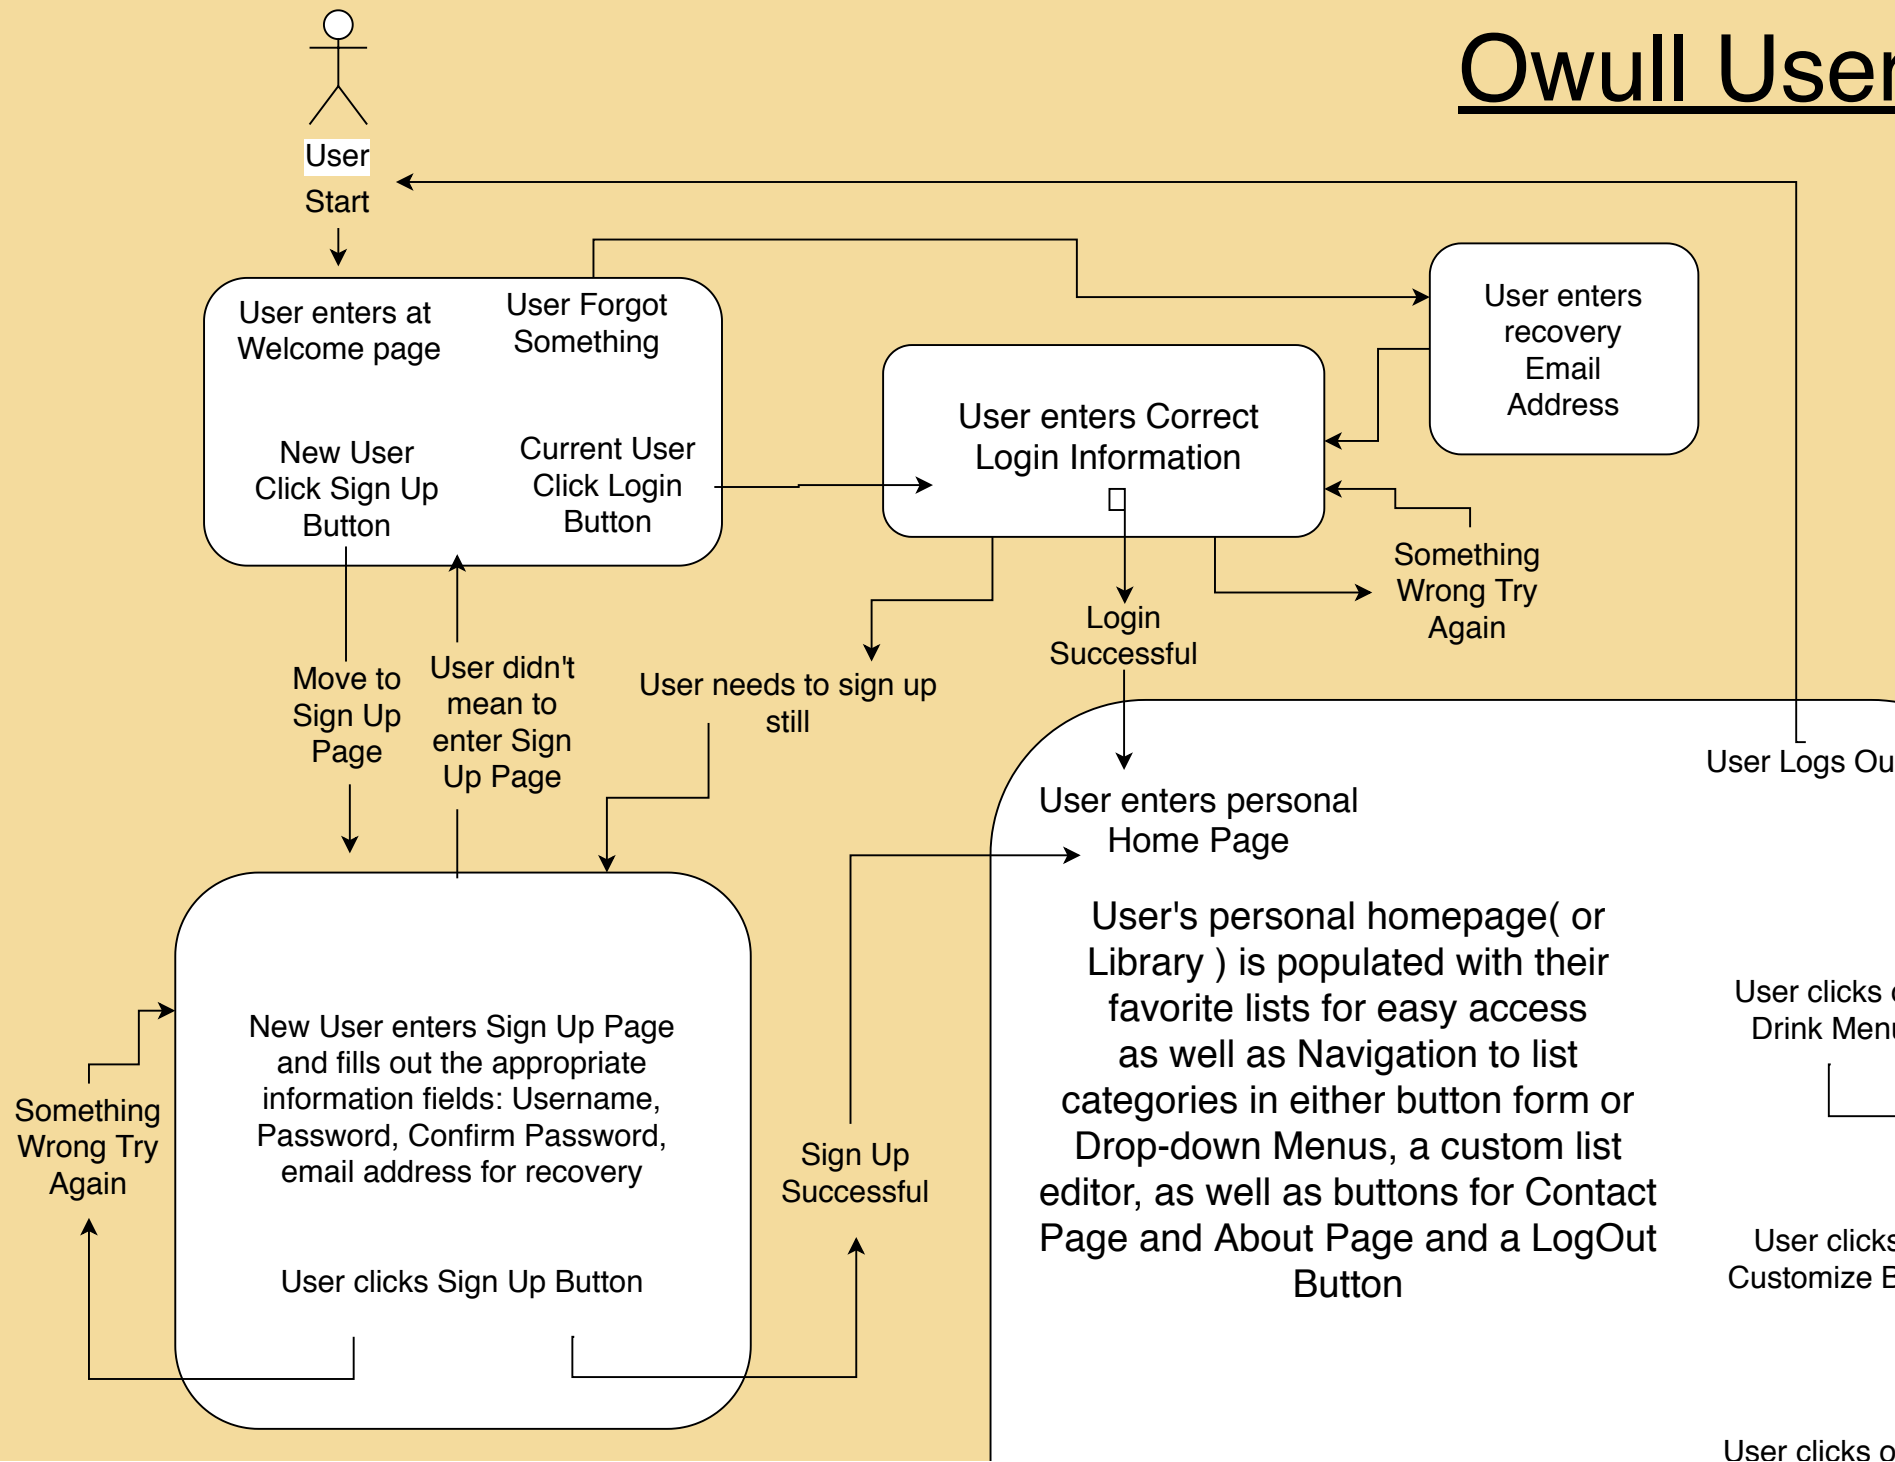 Owull User
User
Start
User enters at
Welcome page
User Forgot
Something
New User
Click Sign Up
Button
Current User
Click Login
Button
User enters Correct
Login Information
User enters
recovery
Email
Address
Something
Wrong Try
Again
Login
Successful
User needs to sign up
still
Move to
Sign Up
Page
User didn't
mean to
enter Sign
Up Page
User Logs Ou
User enters personal
Home Page
User's personal homepage( or
Library ) is populated with their
favorite lists for easy access
as well as Navigation to list
categories in either button form or
Drop-down Menus, a custom list
editor, as well as buttons for Contact
Page and About Page and a LogOut
Button
User clicks
Drink Menu
User clicks
Customize B
User clicks o
New User enters Sign Up Page
and fills out the appropriate
information fields: Username,
Password, Confirm Password,
email address for recovery
User clicks Sign Up Button
Something
Wrong Try
Again
Sign Up
Successful